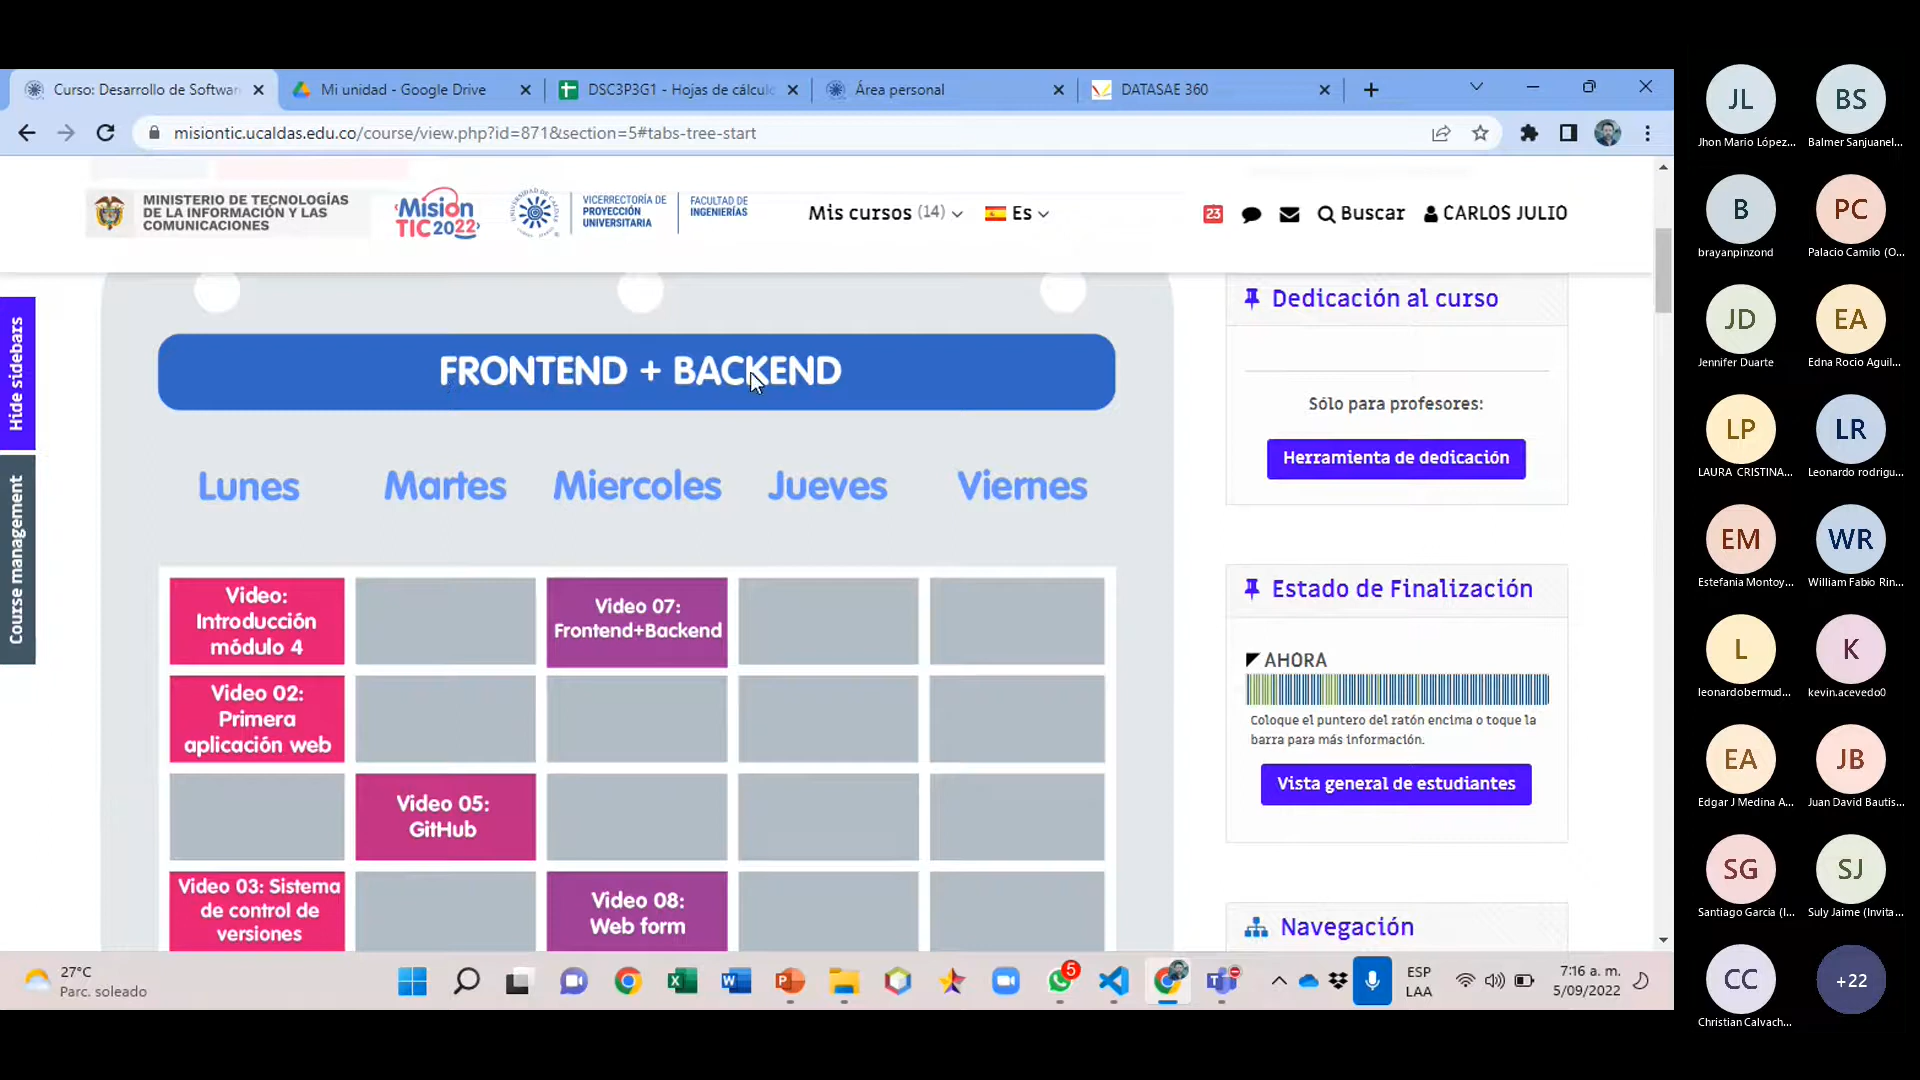 Curso: Desarrollo de Softwar
Mi unidad - Google Drive
DSC3P3G1 - Hojas de cálculo
Área personal
DATASAE 360
misiontic.ucaldas.edu.co/course/view.php?id=871&section=5#tabs-tree-start
MINISTERIO DE TECNOLOGÍAS
DE LA INFORMACIÓN Y LAS
COMUNICACIONES
Misión
TIC2022
UNIVERSIDAD DE CALDAS
VICERRECTORÍA DE
PROYECCIÓN
UNIVERSITARIA
FACULTAD DE
INGENIERÍAS
Mis cursos (14)
Es
23
Buscar
CARLOS JULIO
Hide sidebars
Course management
FRONTEND + BACKEND
Lunes
Martes
Miercoles
Jueves
Viernes
Video:
Introducción
módulo 4
Video 07:
Frontend+Backend
Video 02:
Primera
aplicación web
Video 05:
GitHub
Video 03: Sistema
de control de
versiones
Video 08:
Web form
Dedicación al curso
Sólo para profesores:
Herramienta de dedicación
Estado de Finalización
AHORA
Coloque el puntero del ratón encima o toque la
barra para más información.
Vista general de estudiantes
Navegación
27°C
Parc. soleado
5
ESP
LAA
7:16 a. m.
5/09/2022
JL
Jhon Mario López...
BS
Balmer Sanjuanel...
B
brayanpinzond
PC
Palacio Camilo (O...
JD
Jennifer Duarte
EA
Edna Rocio Aguil...
LP
LAURA CRISTINA...
LR
Leonardo rodrigu...
EM
Estefania Montoy...
WR
William Fabio Rin...
L
leonardobermud...
K
kevin.acevedo0
EA
Edgar J Medina A...
JB
Juan David Bautis...
SG
Santiago Garcia (I...
SJ
Suly Jaime (Invita...
CC
Christian Calvach...
+22